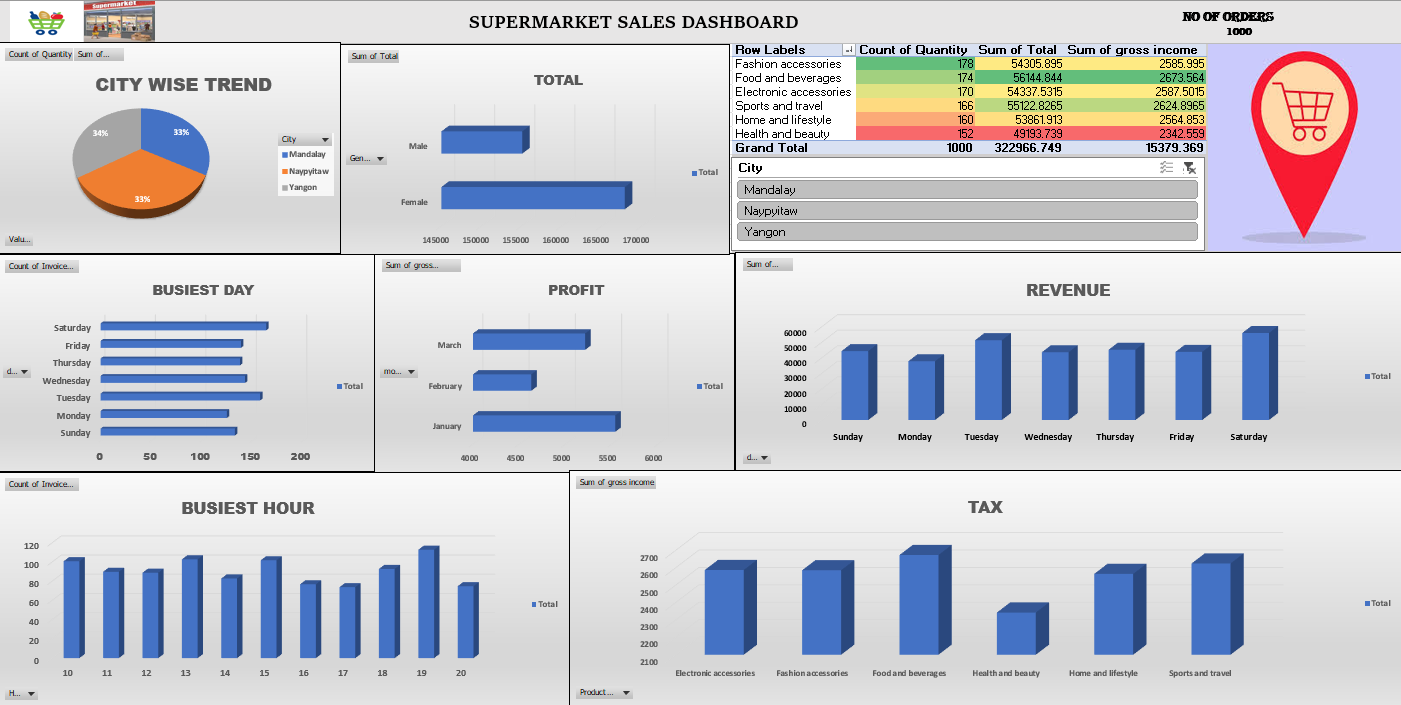 Supermarket
SUPERMARKET SALES DASHBOARD
NO OF ORDERS
1000
Count of Quantity Sum of...
CITY WISE TREND
34%
33%
33%
City
Mandalay
Naypyitaw
Yangon
Valu...
Sum of Total
TOTAL
Male
Gen...
Female
Total
145000 150000 155000 160000 165000 170000
Row Labels Count of Quantity Sum of Total Sum of gross income
Fashion accessories 178 54305.895 2585.995
Food and beverages 174 56144.844 2673.564
Electronic accessories 170 54337.5315 2587.5015
Sports and travel 166 55122.8265 2624.8965
Home and lifestyle 160 53861.913 2564.853
Health and beauty 152 49193.739 2342.559
Grand Total 1000 322966.749 15379.369
City
Mandalay
Naypyitaw
Yangon
Count of Invoice...
BUSIEST DAY
Saturday
Friday
Thursday
d...
Wednesday
Tuesday
Monday
Sunday
Total
0 50 100 150 200
Sum of gross...
PROFIT
March
mo...
February
January
Total
4000 4500 5000 5500 6000
Sum of...
REVENUE
60000
50000
40000
30000
20000
10000
0
Sunday Monday Tuesday Wednesday Thursday Friday Saturday
Total
d...
Count of Invoice...
BUSIEST HOUR
120
100
80
60
40
20
0
10 11 12 13 14 15 16 17 18 19 20
Total
H...
Sum of gross income
TAX
2700
2600
2500
2400
2300
2200
2100
Electronic accessories Fashion accessories Food and beverages Health and beauty Home and lifestyle Sports and travel
Total
Product ...